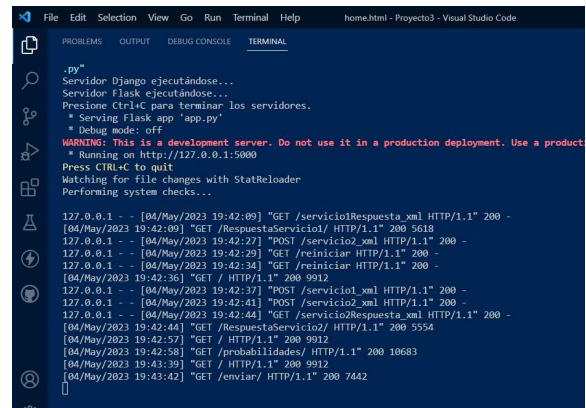 File Edit Selection View Go Run Terminal Help home.html - Proyecto3 - Visual Studio Code
PROBLEMS OUTPUT DEBUG CONSOLE TERMINAL
.py"
Servidor Django ejecutándose...
Servidor Flask ejecutándose...
Presione Ctrl+C para terminar los servidores.
* Serving Flask app 'app.py'
* Debug mode: off
WARNING: This is a development server. Do not use it in a production deployment. Use a producti
* Running on http://127.0.0.1:5000
Press CTRL+C to quit
Watching for file changes with StatReloader
Performing system checks...
127.0.0.1 - - [04/May/2023 19:42:09] "GET /servicio1Respuesta_xml HTTP/1.1" 200 -
[04/May/2023 19:42:09] "GET /RespuestaServicio1/ HTTP/1.1" 200 5618
127.0.0.1 - - [04/May/2023 19:42:27] "POST /servicio2_xml HTTP/1.1" 200 -
127.0.0.1 - - [04/May/2023 19:42:29] "GET /reiniciar HTTP/1.1" 200 -
127.0.0.1 - - [04/May/2023 19:42:34] "GET /reiniciar HTTP/1.1" 200 -
[04/May/2023 19:42:36] "GET / HTTP/1.1" 200 9912
127.0.0.1 - - [04/May/2023 19:42:37] "POST /servicio1_xml HTTP/1.1" 200 -
127.0.0.1 - - [04/May/2023 19:42:41] "POST /servicio2_xml HTTP/1.1" 200 -
127.0.0.1 - - [04/May/2023 19:42:44] "GET /servicio2Respuesta_xml HTTP/1.1" 200 -
[04/May/2023 19:42:44] "GET /RespuestaServicio2/ HTTP/1.1" 200 5554
[04/May/2023 19:42:57] "GET / HTTP/1.1" 200 9912
[04/May/2023 19:42:58] "GET /probabilidades/ HTTP/1.1" 200 10683
[04/May/2023 19:43:39] "GET / HTTP/1.1" 200 9912
[04/May/2023 19:43:42] "GET /enviar/ HTTP/1.1" 200 7442